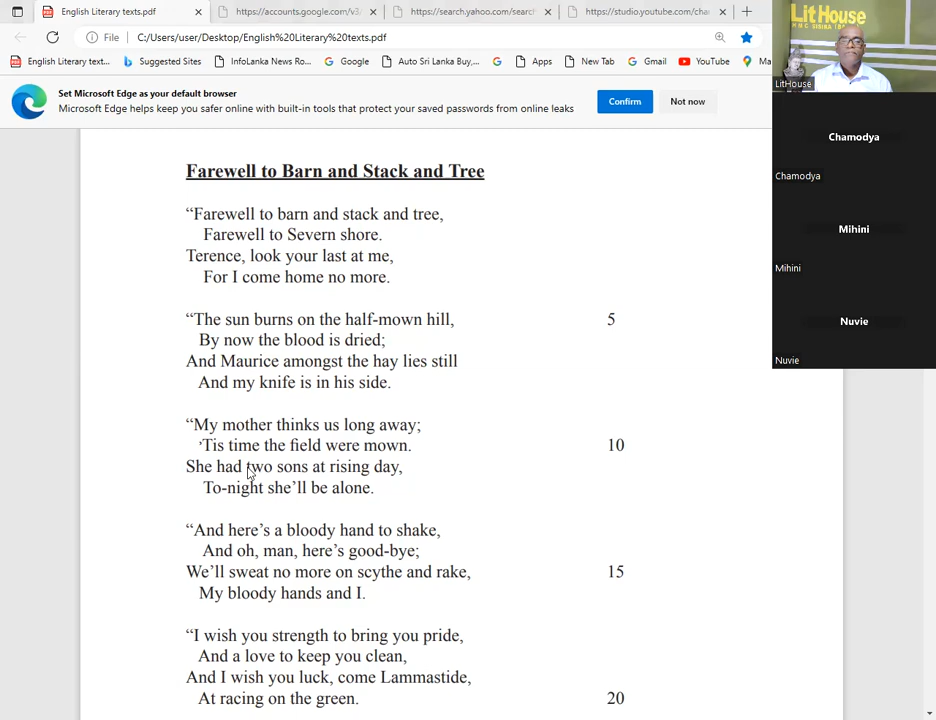 English Literary texts.pdf
https://accounts.google.com/v3/
https://search.yahoo.com/search
https://studio.youtube.com/cha
File
C:/Users/user/Desktop/English%20Literary%20texts.pdf
English Literary text...
Suggested Sites
InfoLanka News Ro...
Google
Auto Sri Lanka Buy,...
Apps
New Tab
Gmail
YouTube
Ma
Set Microsoft Edge as your default browser
Microsoft Edge helps keep you safer online with built-in tools that protect your saved passwords from online leaks
Confirm
Not now
Farewell to Barn and Stack and Tree
“Farewell to barn and stack and tree,
Farewell to Severn shore.
Terence, look your last at me,
For I come home no more.
“The sun burns on the half-mown hill, 5
By now the blood is dried;
And Maurice amongst the hay lies still
And my knife is in his side.
“My mother thinks us long away;
’Tis time the field were mown. 10
She had two sons at rising day,
To-night she’ll be alone.
“And here’s a bloody hand to shake,
And oh, man, here’s good-bye;
We’ll sweat no more on scythe and rake, 15
My bloody hands and I.
“I wish you strength to bring you pride,
And a love to keep you clean,
And I wish you luck, come Lammastide,
At racing on the green. 20
Lit House
LitHouse
Chamodya
Chamodya
Mihini
Mihini
Nuvie
Nuvie